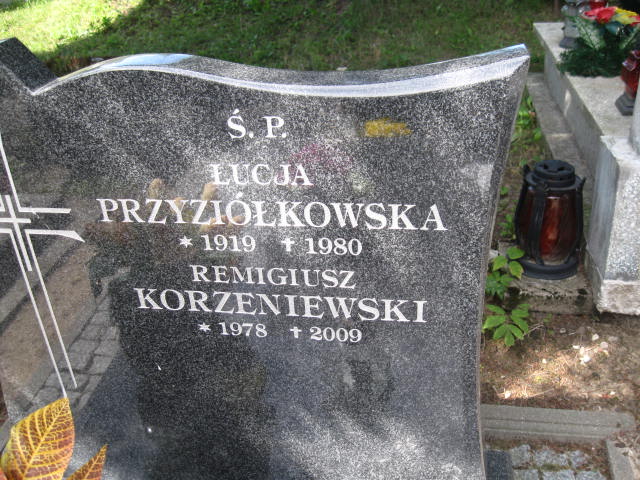 Ś. P.
ŁUCJA
PRZYZIÓŁKOWSKA
* 1919 ✝ 1980
REMIGIUSZ
KORZENIEWSKI
* 1978 ✝ 2009